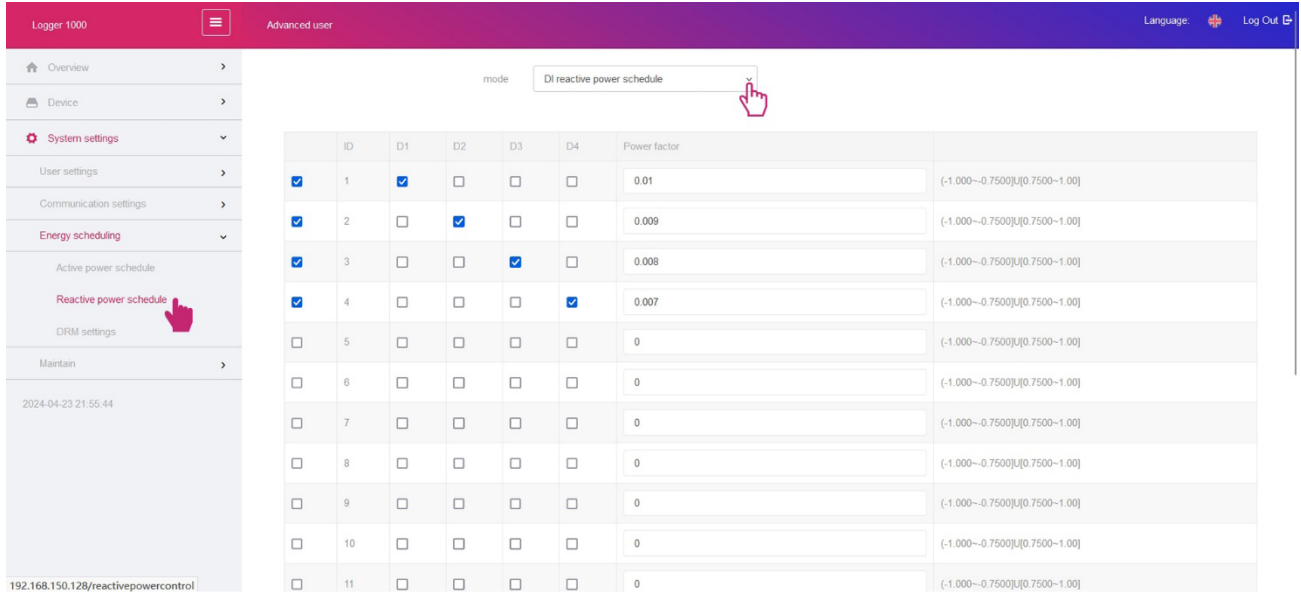 Logger 1000
Advanced user
Language:
Log Out
Overview
Device
System settings
User settings
Communication settings
Energy scheduling
Active power schedule
Reactive power schedule
DRM settings
Maintain
2024-04-23 21:55:44
192.168.150.128/reactivepowercontrol
mode DI reactive power schedule
ID D1 D2 D3 D4 Power factor
1 0.01 (-1.000~-0.7500]U[0.7500~1.00]
2 0.009 (-1.000~-0.7500]U[0.7500~1.00]
3 0.008 (-1.000~-0.7500]U[0.7500~1.00]
4 0.007 (-1.000~-0.7500]U[0.7500~1.00]
5 0 (-1.000~-0.7500]U[0.7500~1.00]
6 0 (-1.000~-0.7500]U[0.7500~1.00]
7 0 (-1.000~-0.7500]U[0.7500~1.00]
8 0 (-1.000~-0.7500]U[0.7500~1.00]
9 0 (-1.000~-0.7500]U[0.7500~1.00]
10 0 (-1.000~-0.7500]U[0.7500~1.00]
11 0 (-1.000~-0.7500]U[0.7500~1.00]